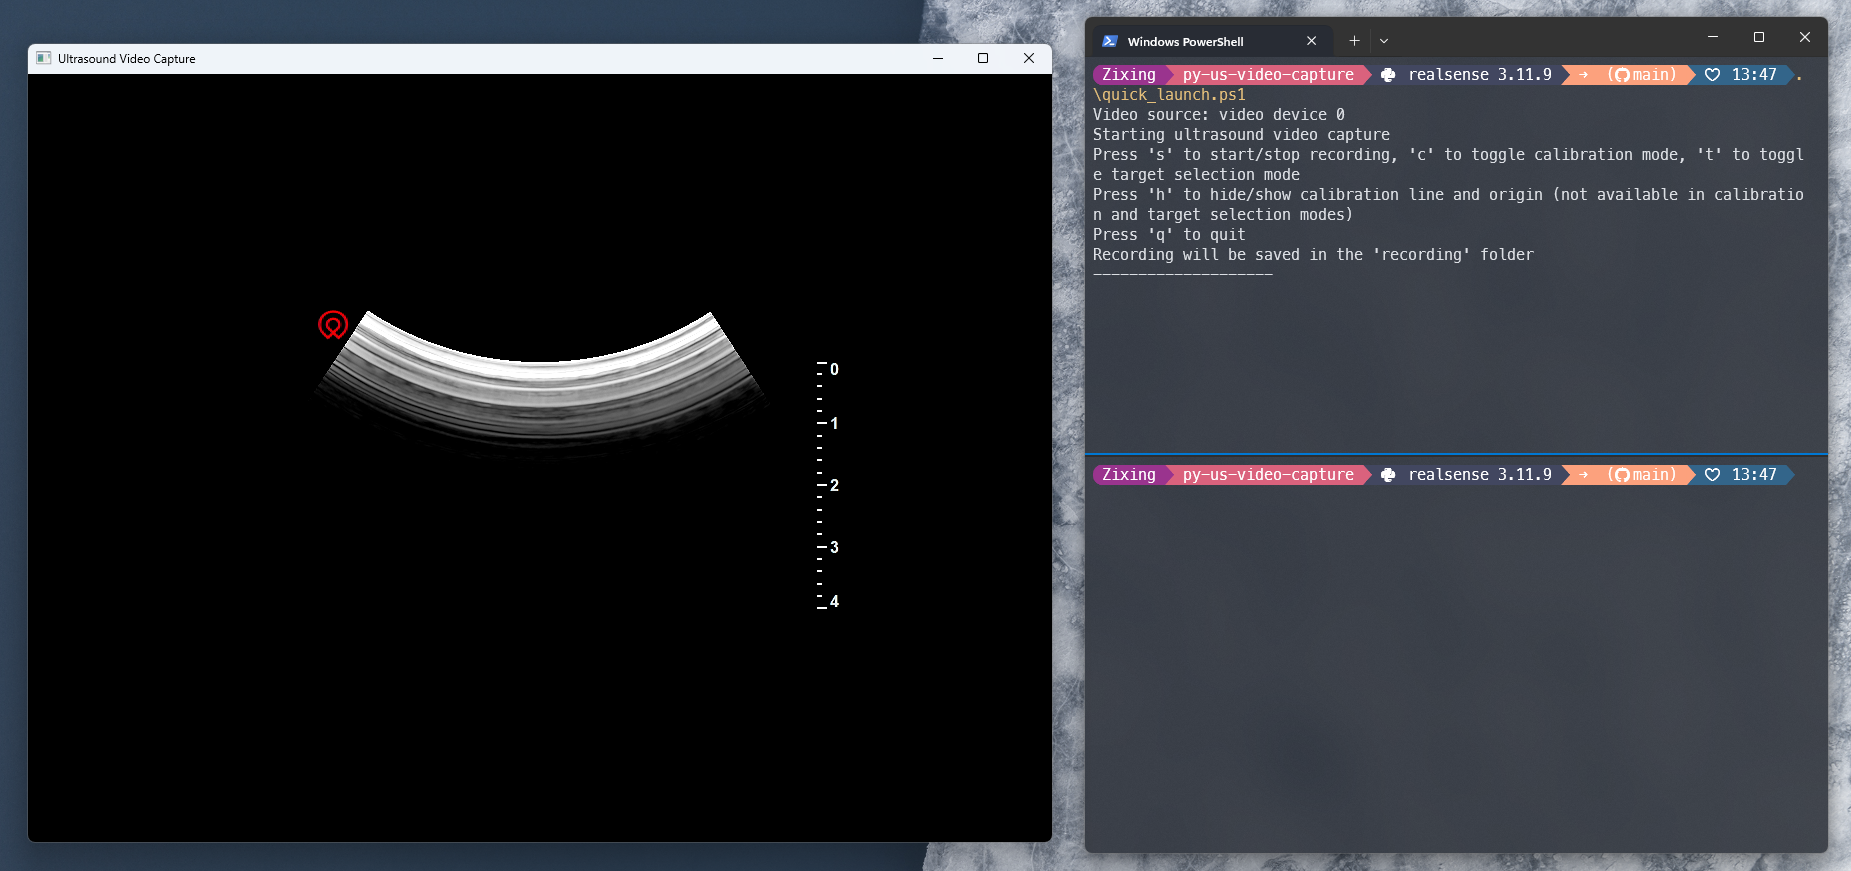 Ultrasound Video Capture
0
1
2
3
4
Windows PowerShell
Zixing py-us-video-capture realsense 3.11.9 → (main) 13:47 .
\quick_launch.ps1
Video source: video device 0
Starting ultrasound video capture
Press 's' to start/stop recording, 'c' to toggle calibration mode, 't' to toggl
e target selection mode
Press 'h' to hide/show calibration line and origin (not available in calibratio
n and target selection modes)
Press 'q' to quit
Recording will be saved in the 'recording' folder
--------------------
Zixing py-us-video-capture realsense 3.11.9 → (main) 13:47